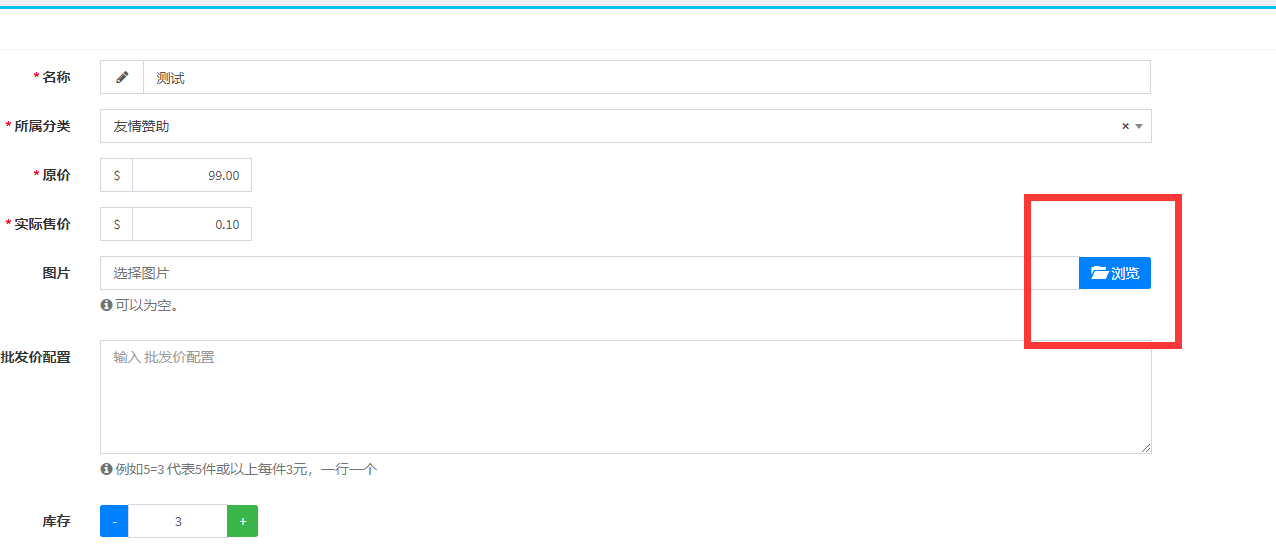 * 名称 测试
* 所属分类 友情赞助 ×
* 原价 $ 99.00
* 实际售价 $ 0.10
图片 选择图片 浏览
可以为空。
批发价配置 输入 批发价配置
例如5=3 代表5件或以上每件3元，一行一个
库存 - 3 +